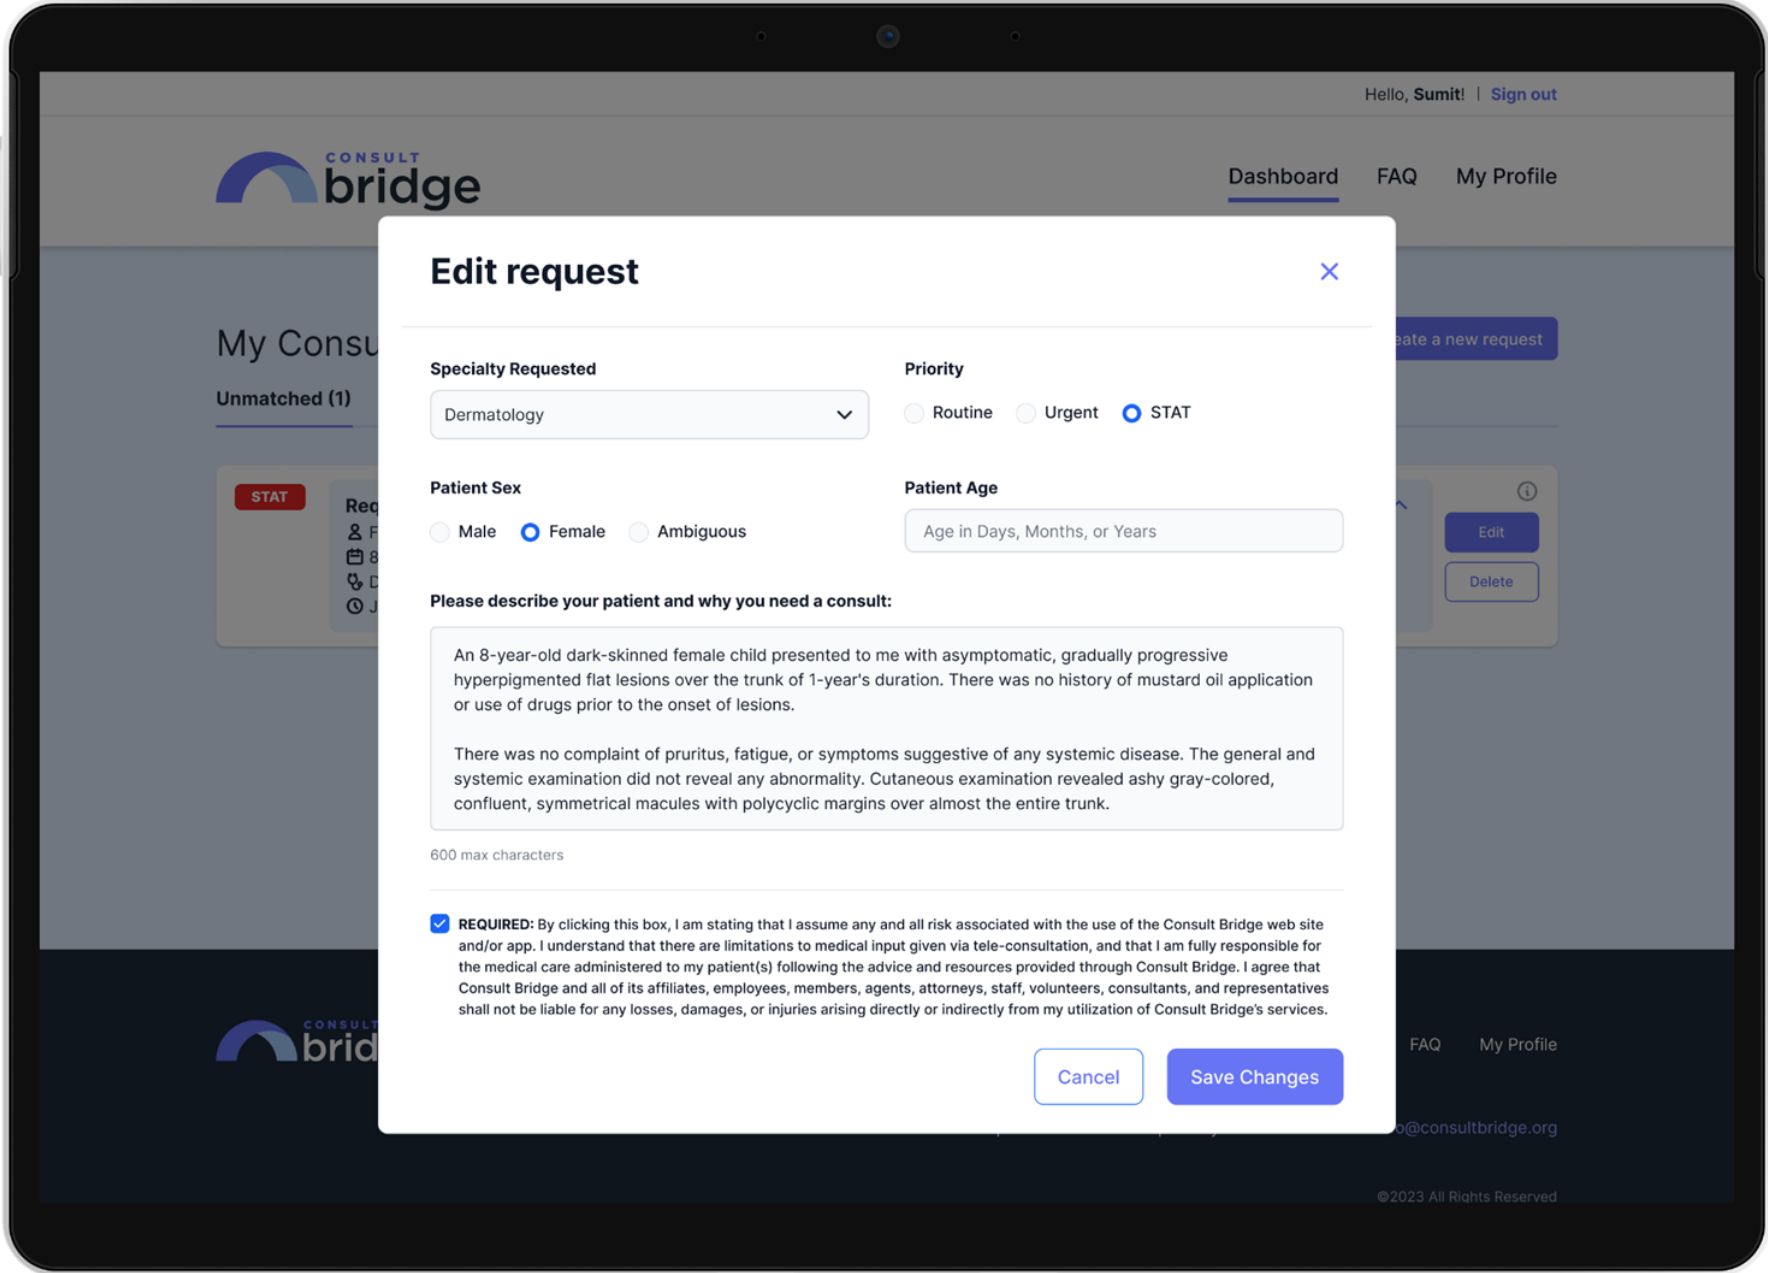 Hello, Sumit! | Sign out
CONSULT
bridge
Dashboard FAQ My Profile
Edit request
My Consu
eate a new request
Unmatched (1)
Specialty Requested
Dermatology
Priority
Routine Urgent STAT
STAT
Req
F
8
D
J
Edit
Delete
Patient Sex
Male Female Ambiguous
Patient Age
Age in Days, Months, or Years
Please describe your patient and why you need a consult:
An 8-year-old dark-skinned female child presented to me with asymptomatic, gradually progressive
hyperpigmented flat lesions over the trunk of 1-year's duration. There was no history of mustard oil application
or use of drugs prior to the onset of lesions.
There was no complaint of pruritus, fatigue, or symptoms suggestive of any systemic disease. The general and
systemic examination did not reveal any abnormality. Cutaneous examination revealed ashy gray-colored,
confluent, symmetrical macules with polycyclic margins over almost the entire trunk.
600 max characters
REQUIRED: By clicking this box, I am stating that I assume any and all risk associated with the use of the Consult Bridge web site
and/or app. I understand that there are limitations to medical input given via tele-consultation, and that I am fully responsible for
the medical care administered to my patient(s) following the advice and resources provided through Consult Bridge. I agree that
Consult Bridge and all of its affiliates, employees, members, agents, attorneys, staff, volunteers, consultants, and representatives
shall not be liable for any losses, damages, or injuries arising directly or indirectly from my utilization of Consult Bridge's services.
Cancel Save Changes
CONSULT
brid
FAQ My Profile
o@consultbridge.org
©2023 All Rights Reserved